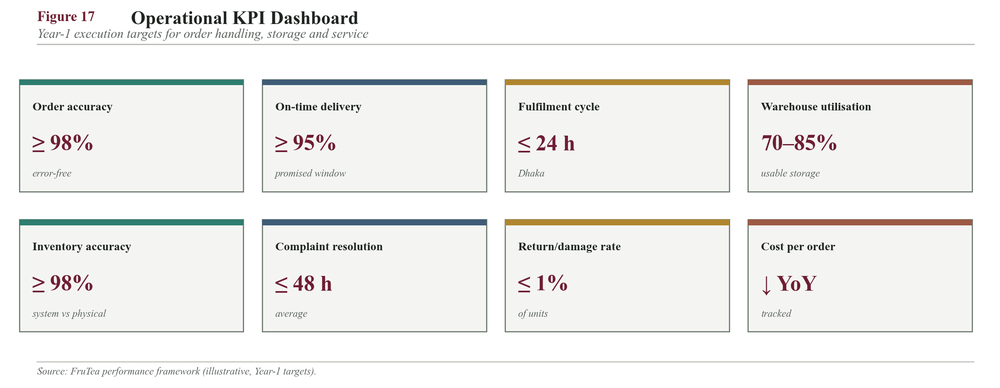 Figure 17 Operational KPI Dashboard
Year-1 execution targets for order handling, storage and service
Order accuracy
≥ 98%
error-free
On-time delivery
≥ 95%
promised window
Fulfilment cycle
≤ 24 h
Dhaka
Warehouse utilisation
70–85%
usable storage
Inventory accuracy
≥ 98%
system vs physical
Complaint resolution
≤ 48 h
average
Return/damage rate
≤ 1%
of units
Cost per order
↓ YoY
tracked
Source: FruTea performance framework (illustrative, Year-1 targets).